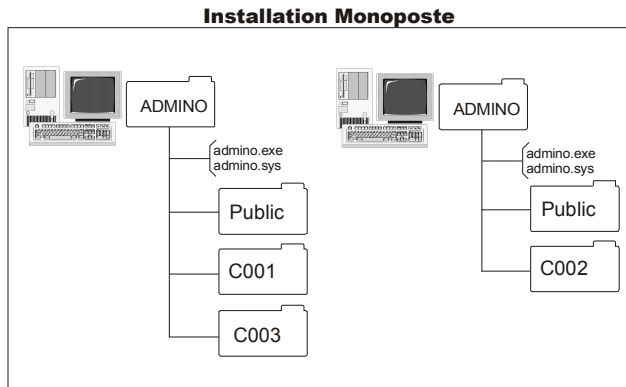 Installation Monoposte
ADMINO
admino.exe
admino.sys
Public
C001
C003
ADMINO
admino.exe
admino.sys
Public
C002